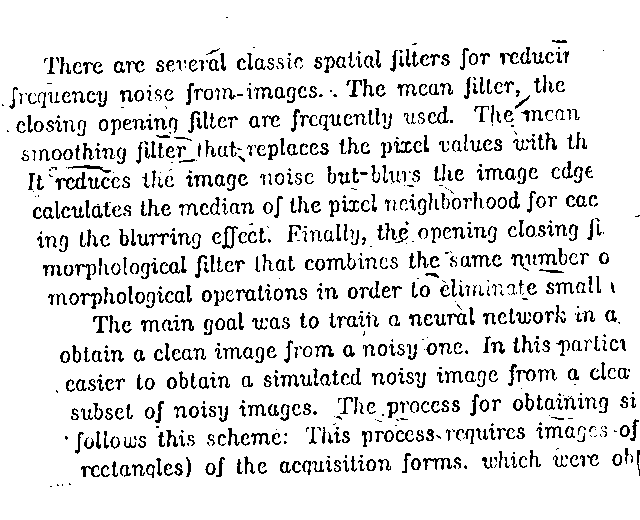 There are several classic spatial filters for reducin
frequency noise from images. The mean filter, the
closing opening filter are frequently used. The mean
smoothing filter that replaces the pixel values with th
It reduces the image noise but blurs the image edge
calculates the median of the pixel neighborhood for eac
ing the blurring effect. Finally, the opening closing fi
morphological filter that combines the same number o
morphological operations in order to eliminate small
The main goal was to train a neural network in a
obtain a clean image from a noisy one. In this particu
easier to obtain a simulated noisy image from a clea
subset of noisy images. The process for obtaining si
follows this scheme: This process requires images of
rectangles) of the acquisition forms. which were ob